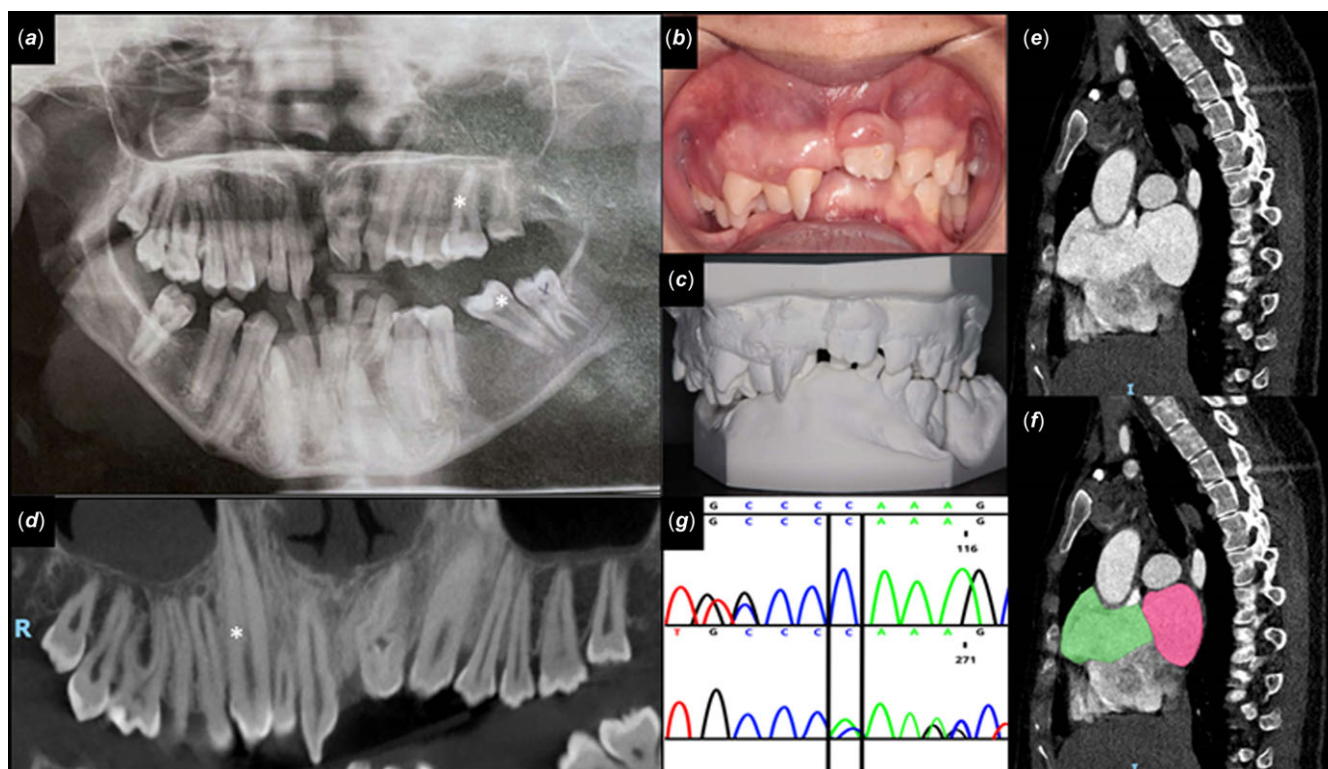 (a)
(b)
(c)
(d)
R
(e)
I
(f)
I
(g)
G C C C C A A A G
G C C C C A A A G
116
T G C C C C A A A G
271